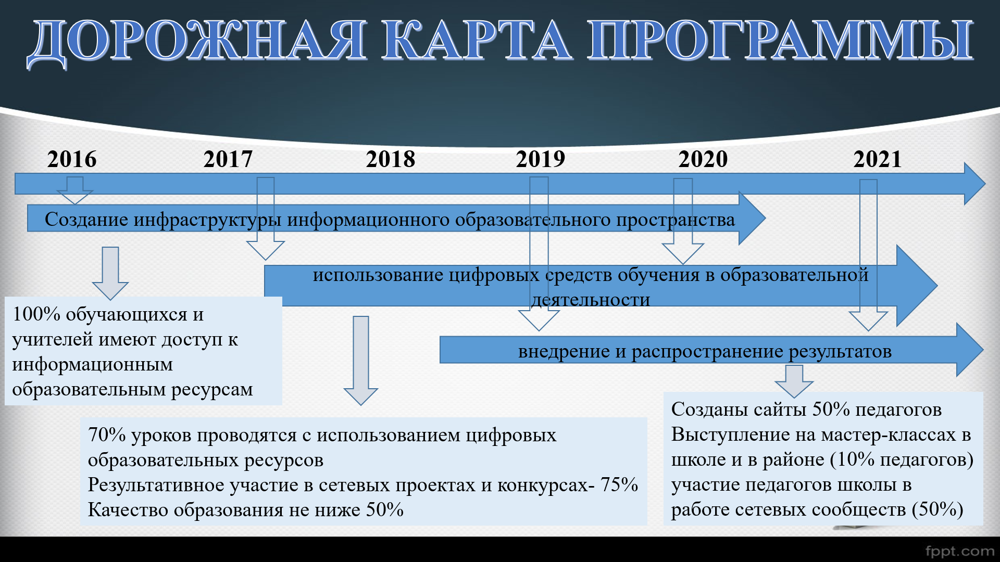 ДОРОЖНАЯ КАРТА ПРОГРАММЫ
2016 2017 2018 2019 2020 2021
Создание инфраструктуры информационного образовательного пространства
использование цифровых средств обучения в образовательной
деятельности
100% обучающихся и
учителей имеют доступ к
информационным
образовательным ресурсам
внедрение и распространение результатов
70% уроков проводятся с использованием цифровых
образовательных ресурсов
Результативное участие в сетевых проектах и конкурсах- 75%
Качество образования не ниже 50%
Созданы сайты 50% педагогов
Выступление на мастер-классах в
школе и в районе (10% педагогов)
участие педагогов школы в
работе сетевых сообществ (50%)
fppt.com